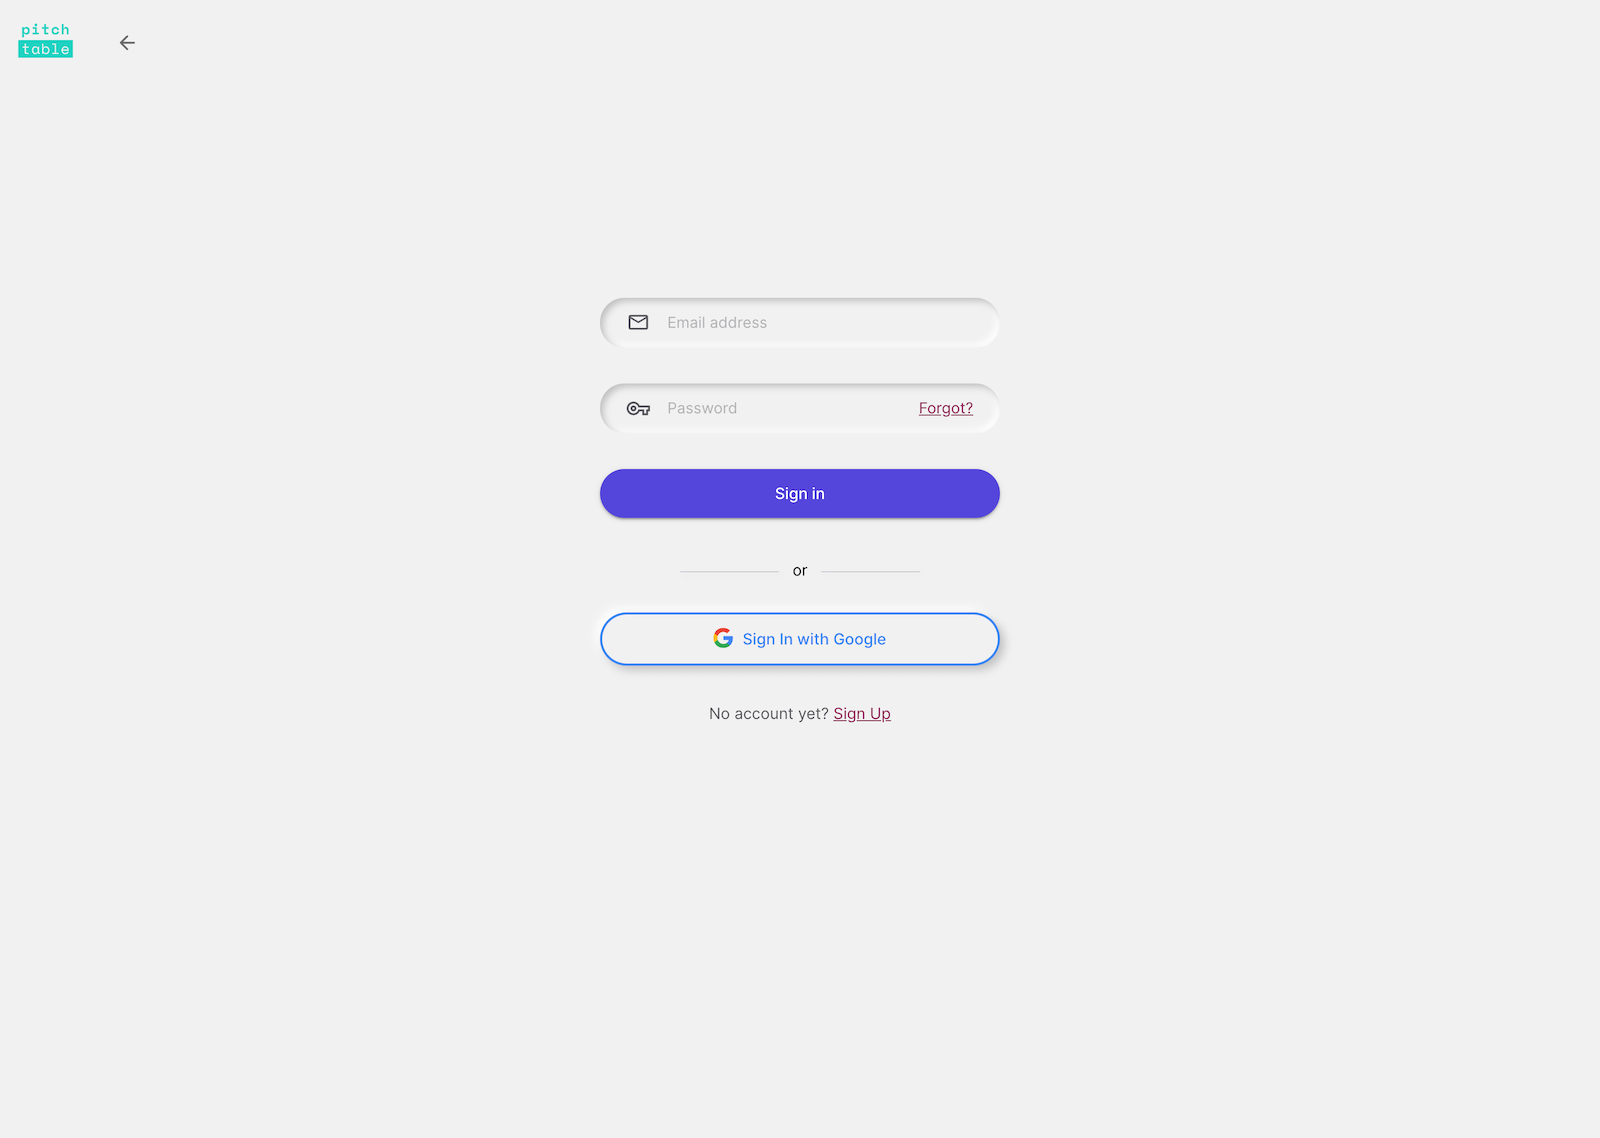 pitch
table
Email address
Password Forgot?
Sign in
or
Sign In with Google
No account yet? Sign Up